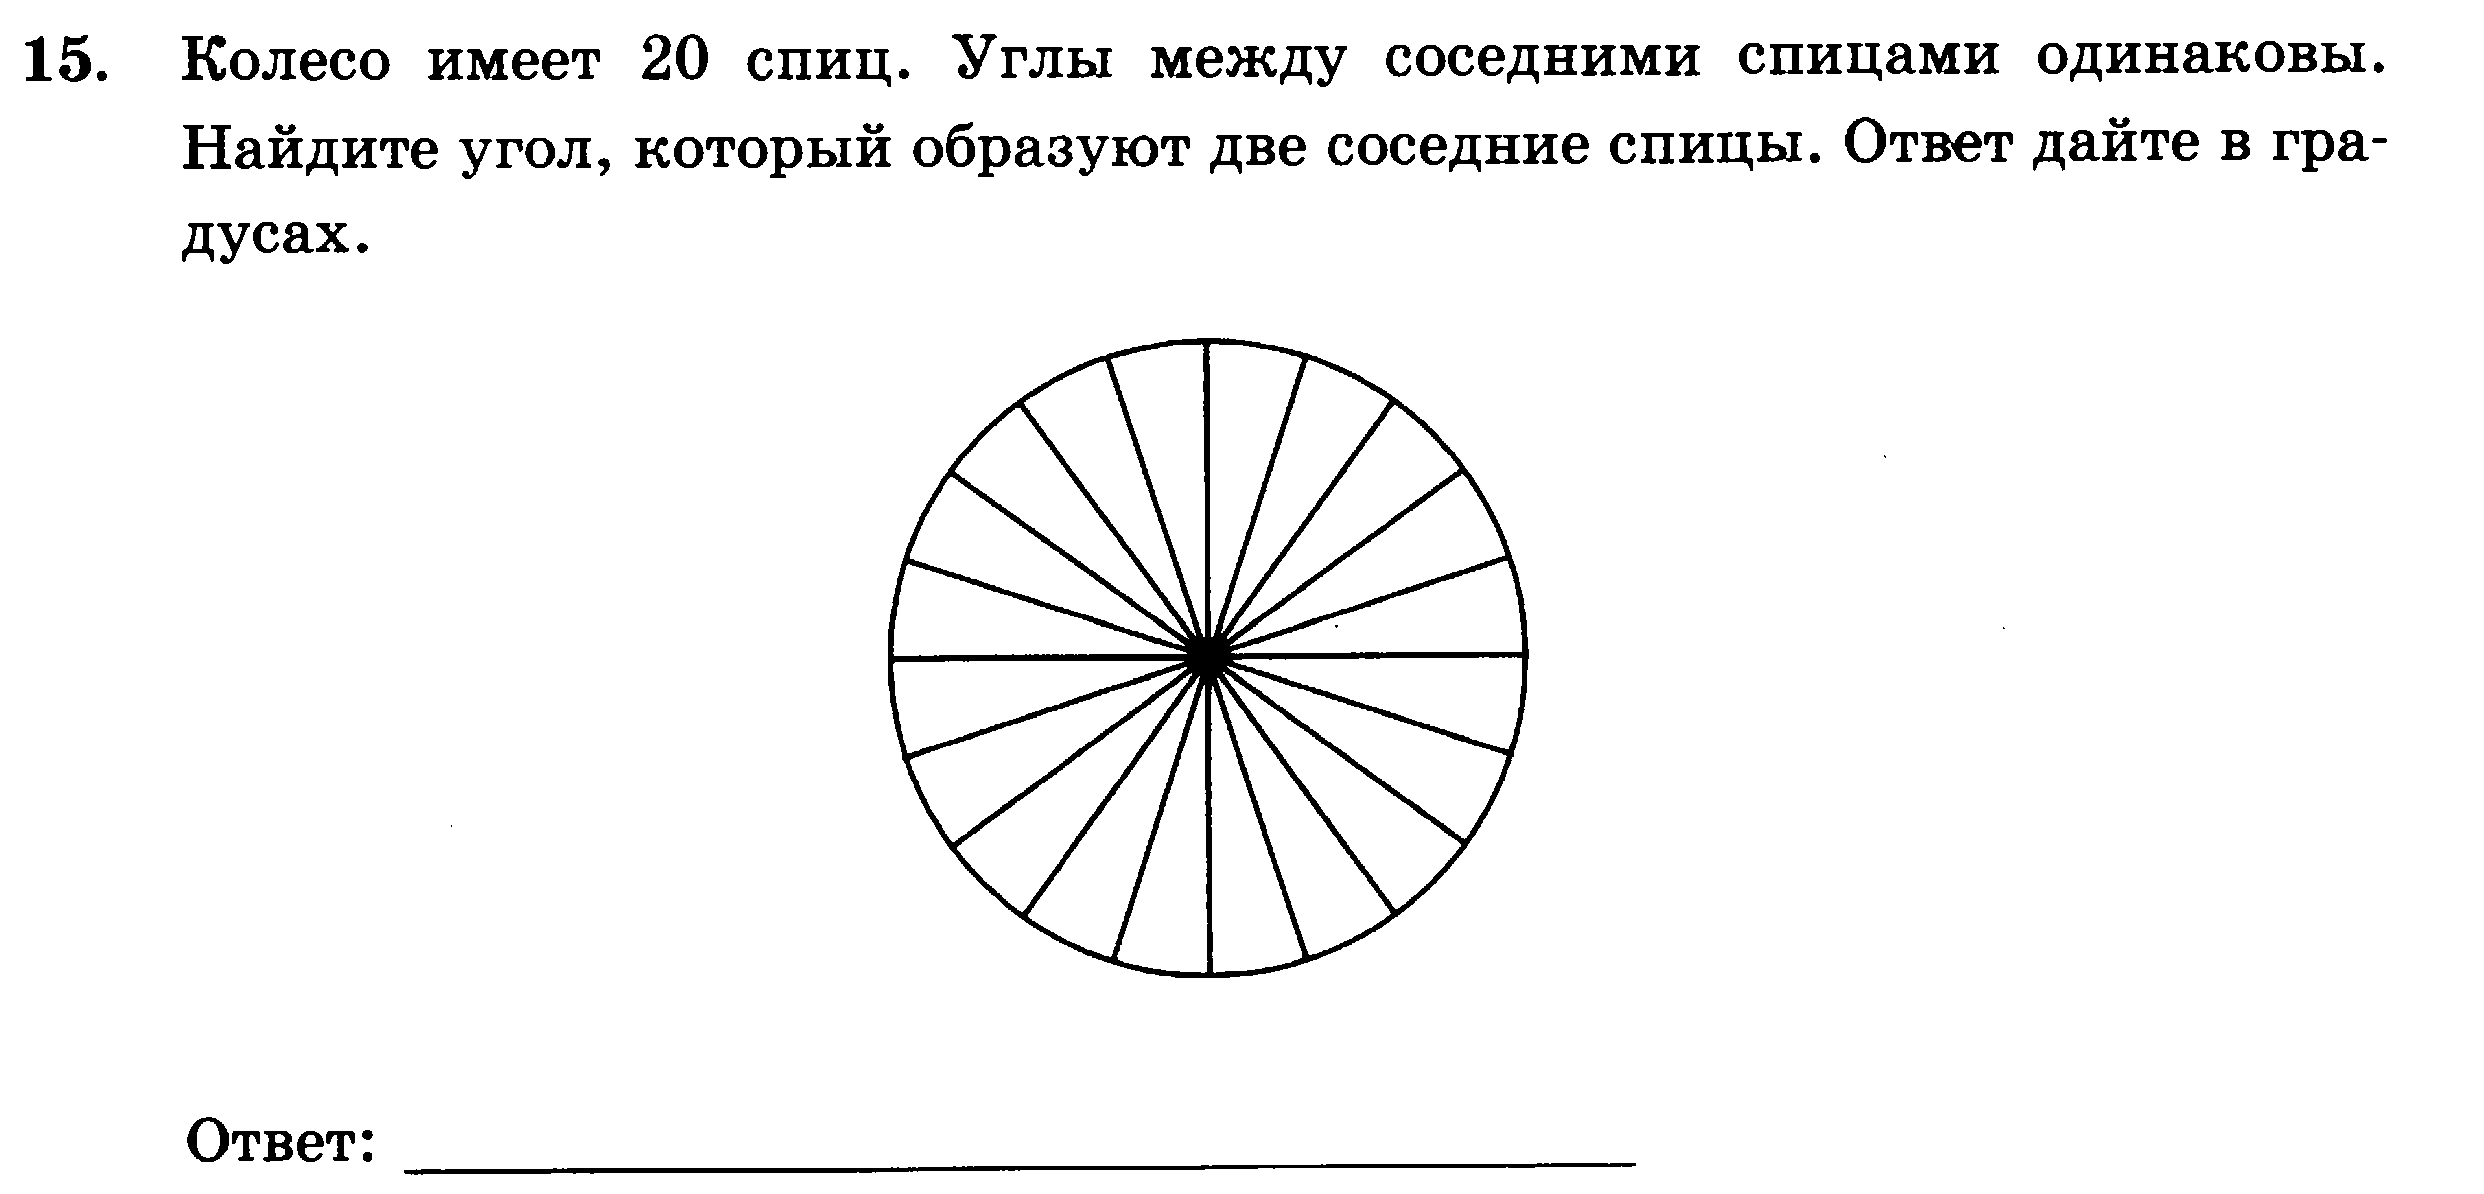 15. Колесо имеет 20 спиц. Углы между соседними спицами одинаковы.
Найдите угол, который образуют две соседние спицы. Ответ дайте в гра-
дусах.
Ответ: